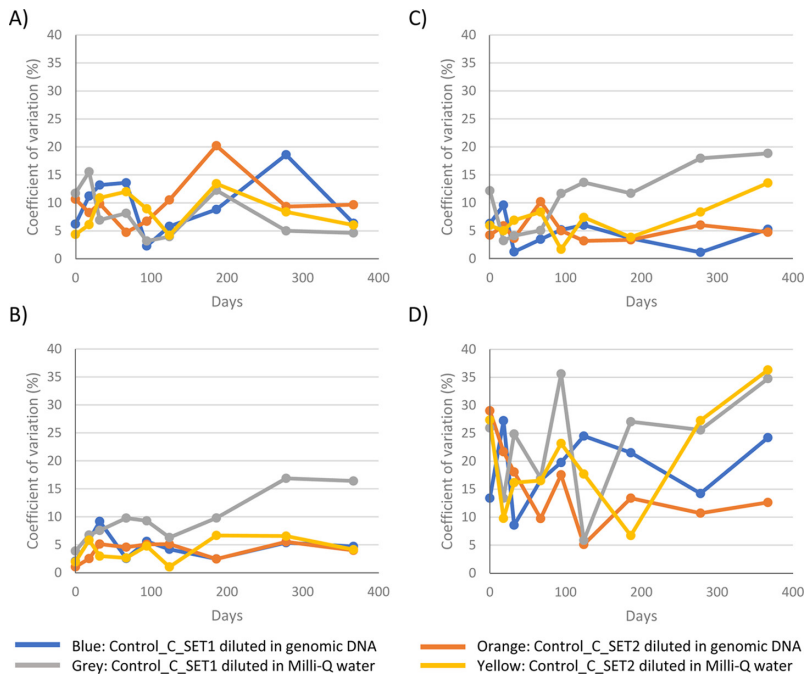 A)
Coefficient of variation (%)
40
35
30
25
20
15
10
5
0
0 100 200 300 400
Days
C)
Coefficient of variation (%)
40
35
30
25
20
15
10
5
0
0 100 200 300 400
Days
B)
Coefficient of variation (%)
40
35
30
25
20
15
10
5
0
0 100 200 300 400
Days
D)
Coefficient of variation (%)
40
35
30
25
20
15
10
5
0
0 100 200 300 400
Days
Blue: Control_C_SET1 diluted in genomic DNA
Grey: Control_C_SET1 diluted in Milli-Q water
Orange: Control_C_SET2 diluted in genomic DNA
Yellow: Control_C_SET2 diluted in Milli-Q water